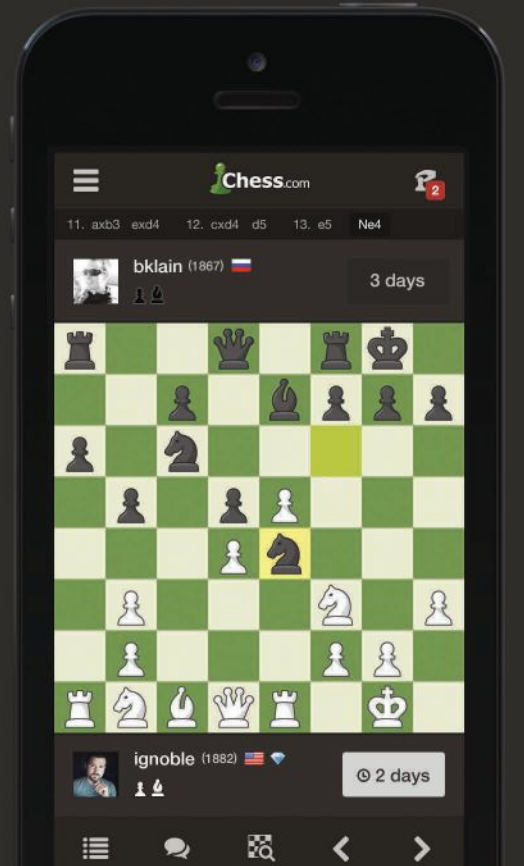 Chess.com
2
11. axb3 exd4 12. cxd4 d5 13. e5 Ne4
bklain (1867)
3 days
ignoble (1882)
2 days